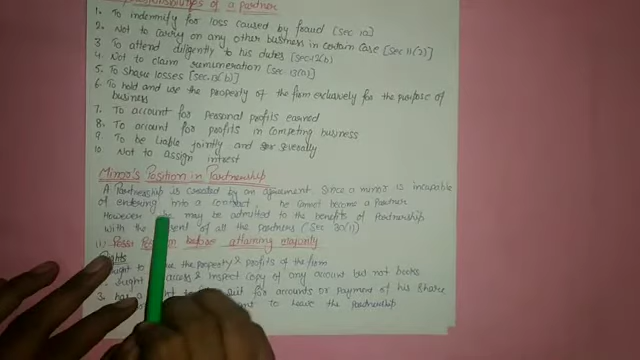 of a partner
1. To indemnify for loss caused by fraud [Sec 10]
2. Not to carry on any other business in certain case [Sec 11(2)]
3 To attend diligently to his duties [sec.12(b)
4. Not to claim remuneration [sec.13(a)]
5. To share losses [sec.13(b)]
6. To hold and use the property of the firm exclusively for the purpose of
business
7. To account for personal profits earned
8. To account for profits in competing business
9. To be liable jointly and severally
10. Not to assign intrest
Minor's Position in Partnership
A Partnership is created by an agreement. Since a minor is incapable
of entering into a contract, he cannot become a Partner
However he may be admitted to the benefits of Partnership
with the of all the partners (Sec 30(1)
before attaining majority
Rights
the property & profits of the firm
access & inspect copy of any account but not books
3. has a for accounts or payment of his share
to leave the Partnership